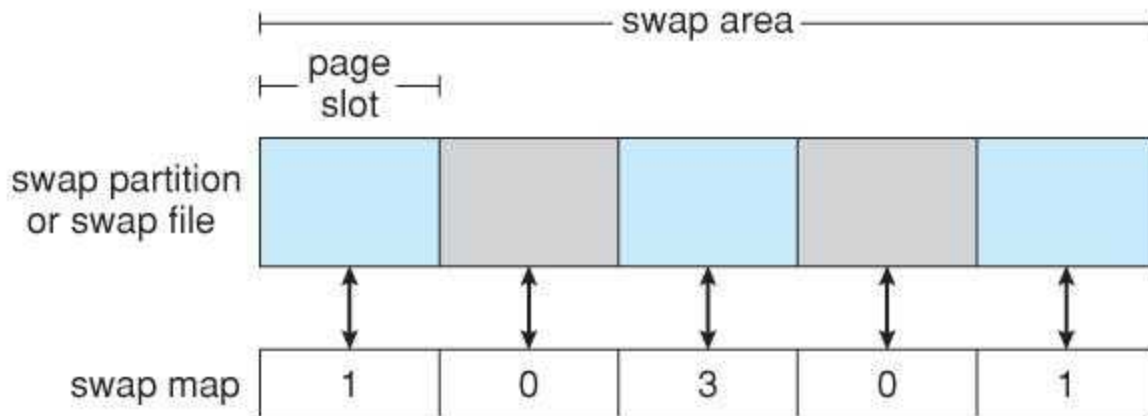 swap area
page
slot
swap partition
or swap file
swap map 1 0 3 0 1